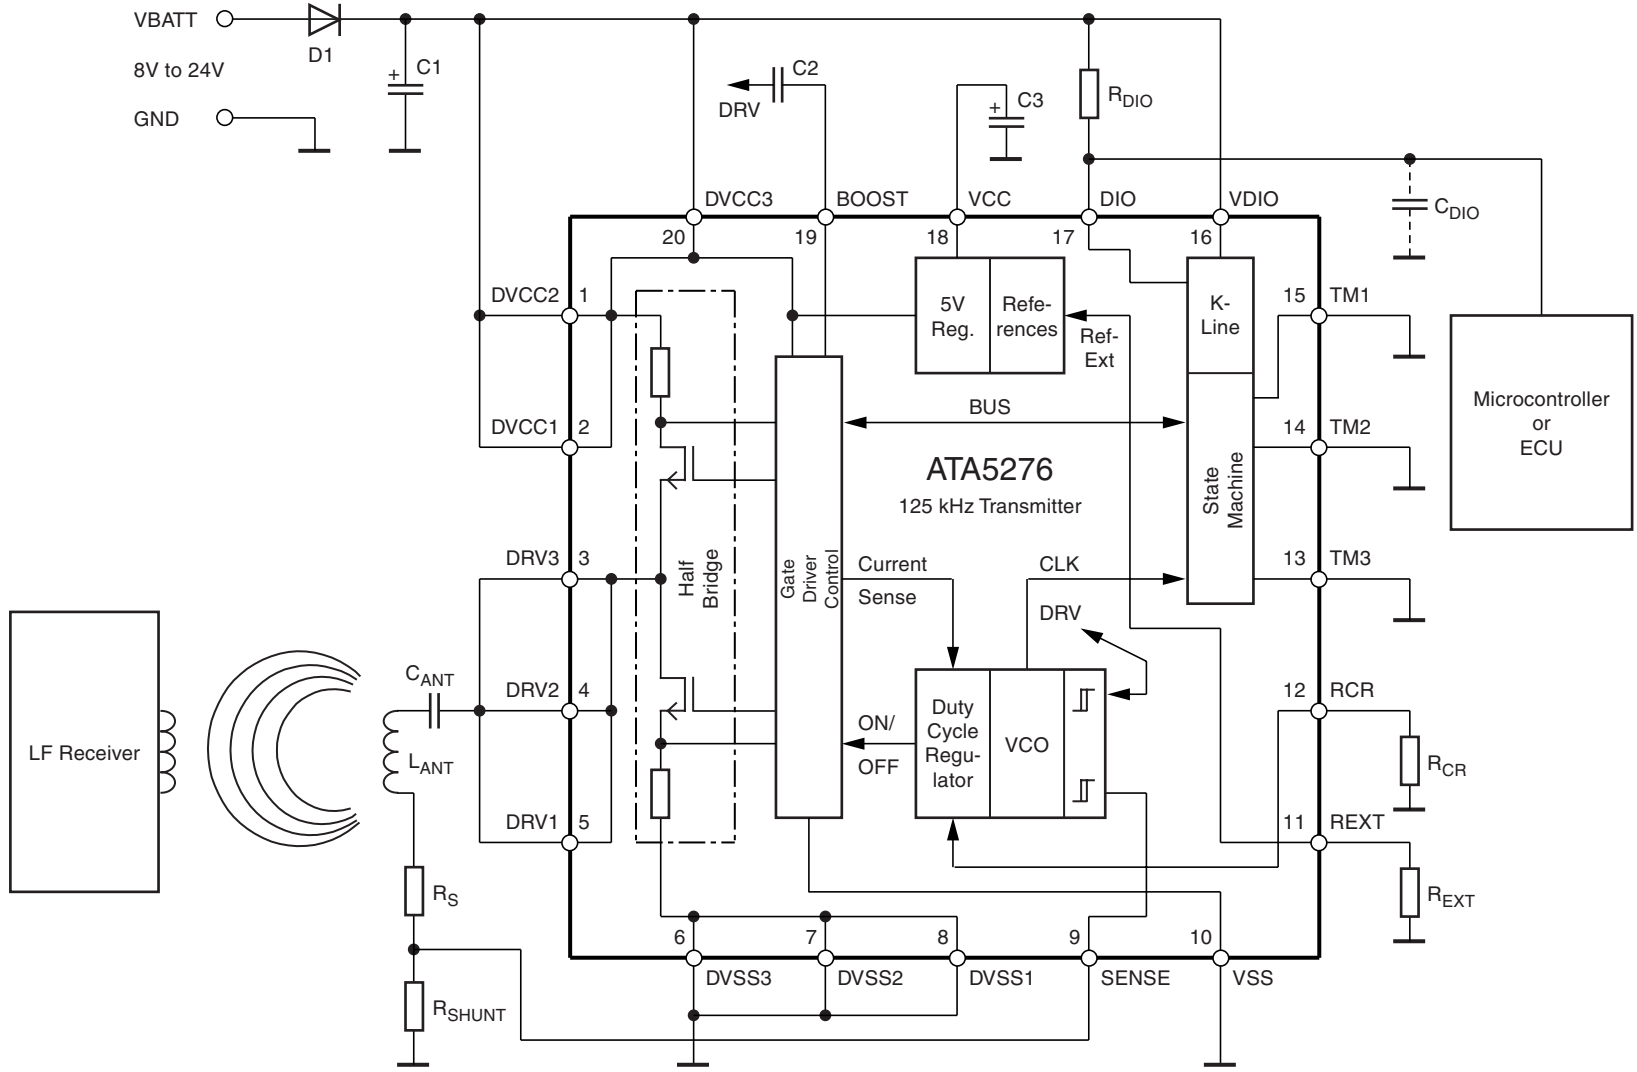 VBATT
D1
8V to 24V
+ C1
GND
C2
DRV
+ C3
RDIO
CDIO
DVCC3
BOOST
VCC
DIO
VDIO
20
19
18
17
16
DVCC2
1
DVCC1
2
DRV3
3
DRV2
4
DRV1
5
5V
Reg.
Refe-
rences
Ref-
Ext
K-
Line
State
Machine
15
TM1
14
TM2
13
TM3
12
RCR
11
REXT
Microcontroller
or
ECU
BUS
ATA5276
125 kHz Transmitter
Half
Bridge
Gate
Driver
Control
Current
Sense
CLK
DRV
ON/
OFF
Duty
Cycle
Regu-
lator
VCO
RCR
REXT
LF Receiver
CANT
LANT
RS
RSHUNT
6
7
8
9
10
DVSS3
DVSS2
DVSS1
SENSE
VSS